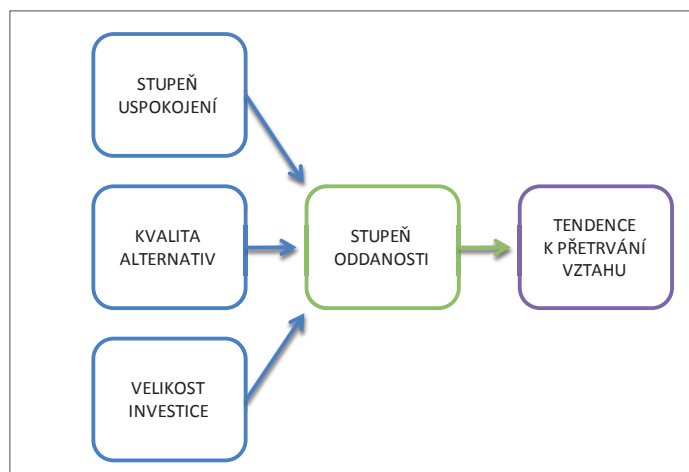 STUPEŇ
USPOKOJENÍ
KVALITA
ALTERNATIV
VELIKOST
INVESTICE
STUPEŇ
ODDANOSTI
TENDENCE
K PŘETRVÁNÍ
VZTAHU